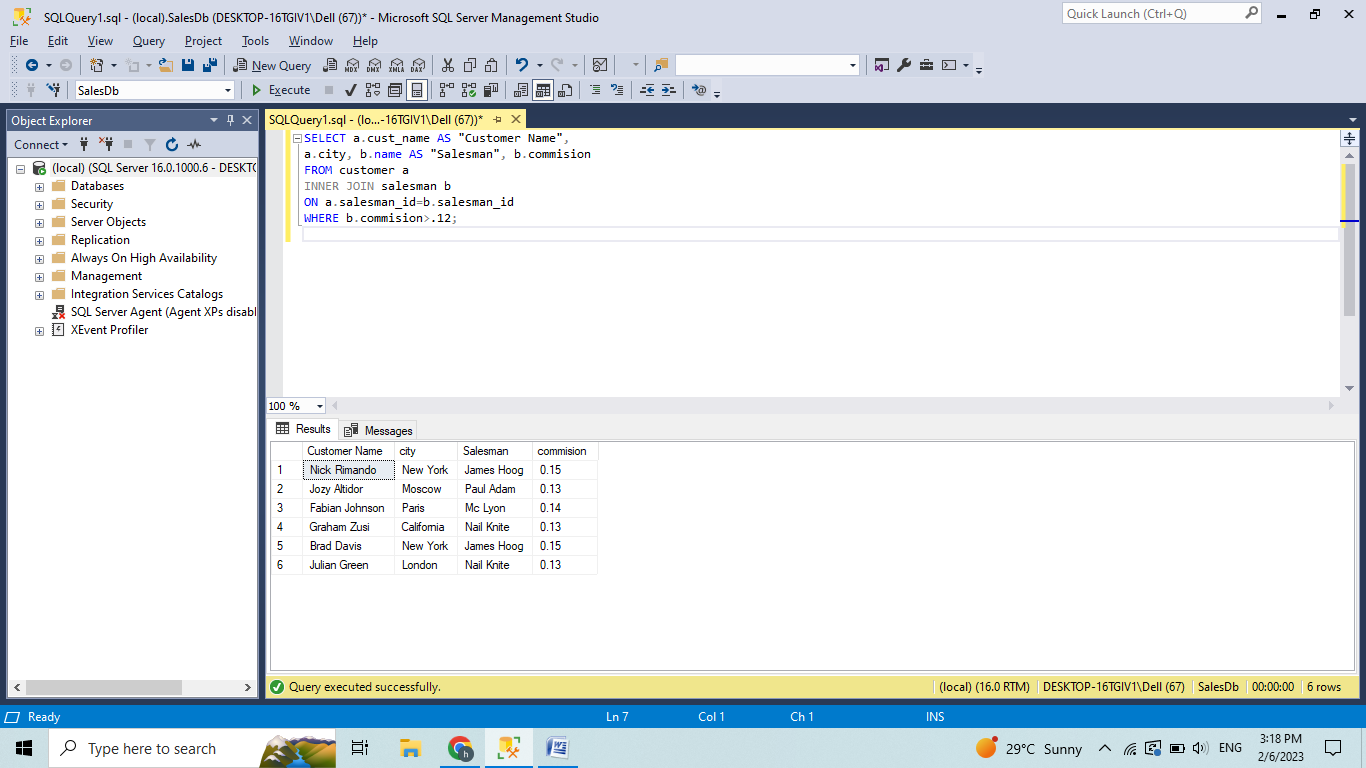 SQLQuery1.sql - (local).SalesDb (DESKTOP-16TGIV1\Dell (67))* - Microsoft SQL Server Management Studio
Quick Launch (Ctrl+Q)
File Edit View Query Project Tools Window Help
New Query MDX DMX XMLA DAX
SalesDb Execute
Object Explorer
Connect
(local) (SQL Server 16.0.1000.6 - DESKTO
Databases
Security
Server Objects
Replication
Always On High Availability
Management
Integration Services Catalogs
SQL Server Agent (Agent XPs disabl
XEvent Profiler
SQLQuery1.sql - (lo...-16TGIV1\Dell (67))*
SELECT a.cust_name AS "Customer Name",
a.city, b.name AS "Salesman", b.commision
FROM customer a
INNER JOIN salesman b
ON a.salesman_id=b.salesman_id
WHERE b.commision>.12;
100 %
Results Messages
Customer Name city Salesman commision
1 Nick Rimando New York James Hoog 0.15
2 Jozy Altidor Moscow Paul Adam 0.13
3 Fabian Johnson Paris Mc Lyon 0.14
4 Graham Zusi California Nail Knite 0.13
5 Brad Davis New York James Hoog 0.15
6 Julian Green London Nail Knite 0.13
Query executed successfully. (local) (16.0 RTM) DESKTOP-16TGIV1\Dell (67) SalesDb 00:00:00 6 rows
Ready Ln 7 Col 1 Ch 1 INS
Type here to search
29°C Sunny ENG
3:18 PM
2/6/2023